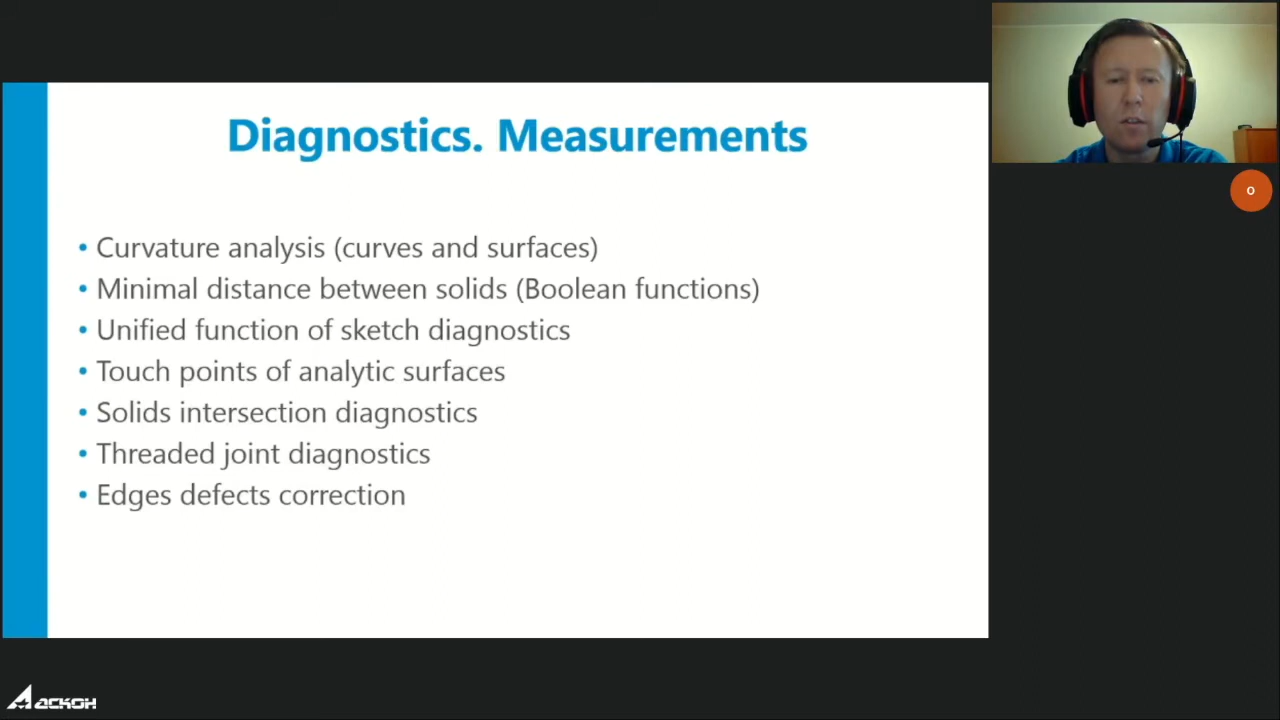 Diagnostics. Measurements
• Curvature analysis (curves and surfaces)
• Minimal distance between solids (Boolean functions)
• Unified function of sketch diagnostics
• Touch points of analytic surfaces
• Solids intersection diagnostics
• Threaded joint diagnostics
• Edges defects correction
O
АСКОН